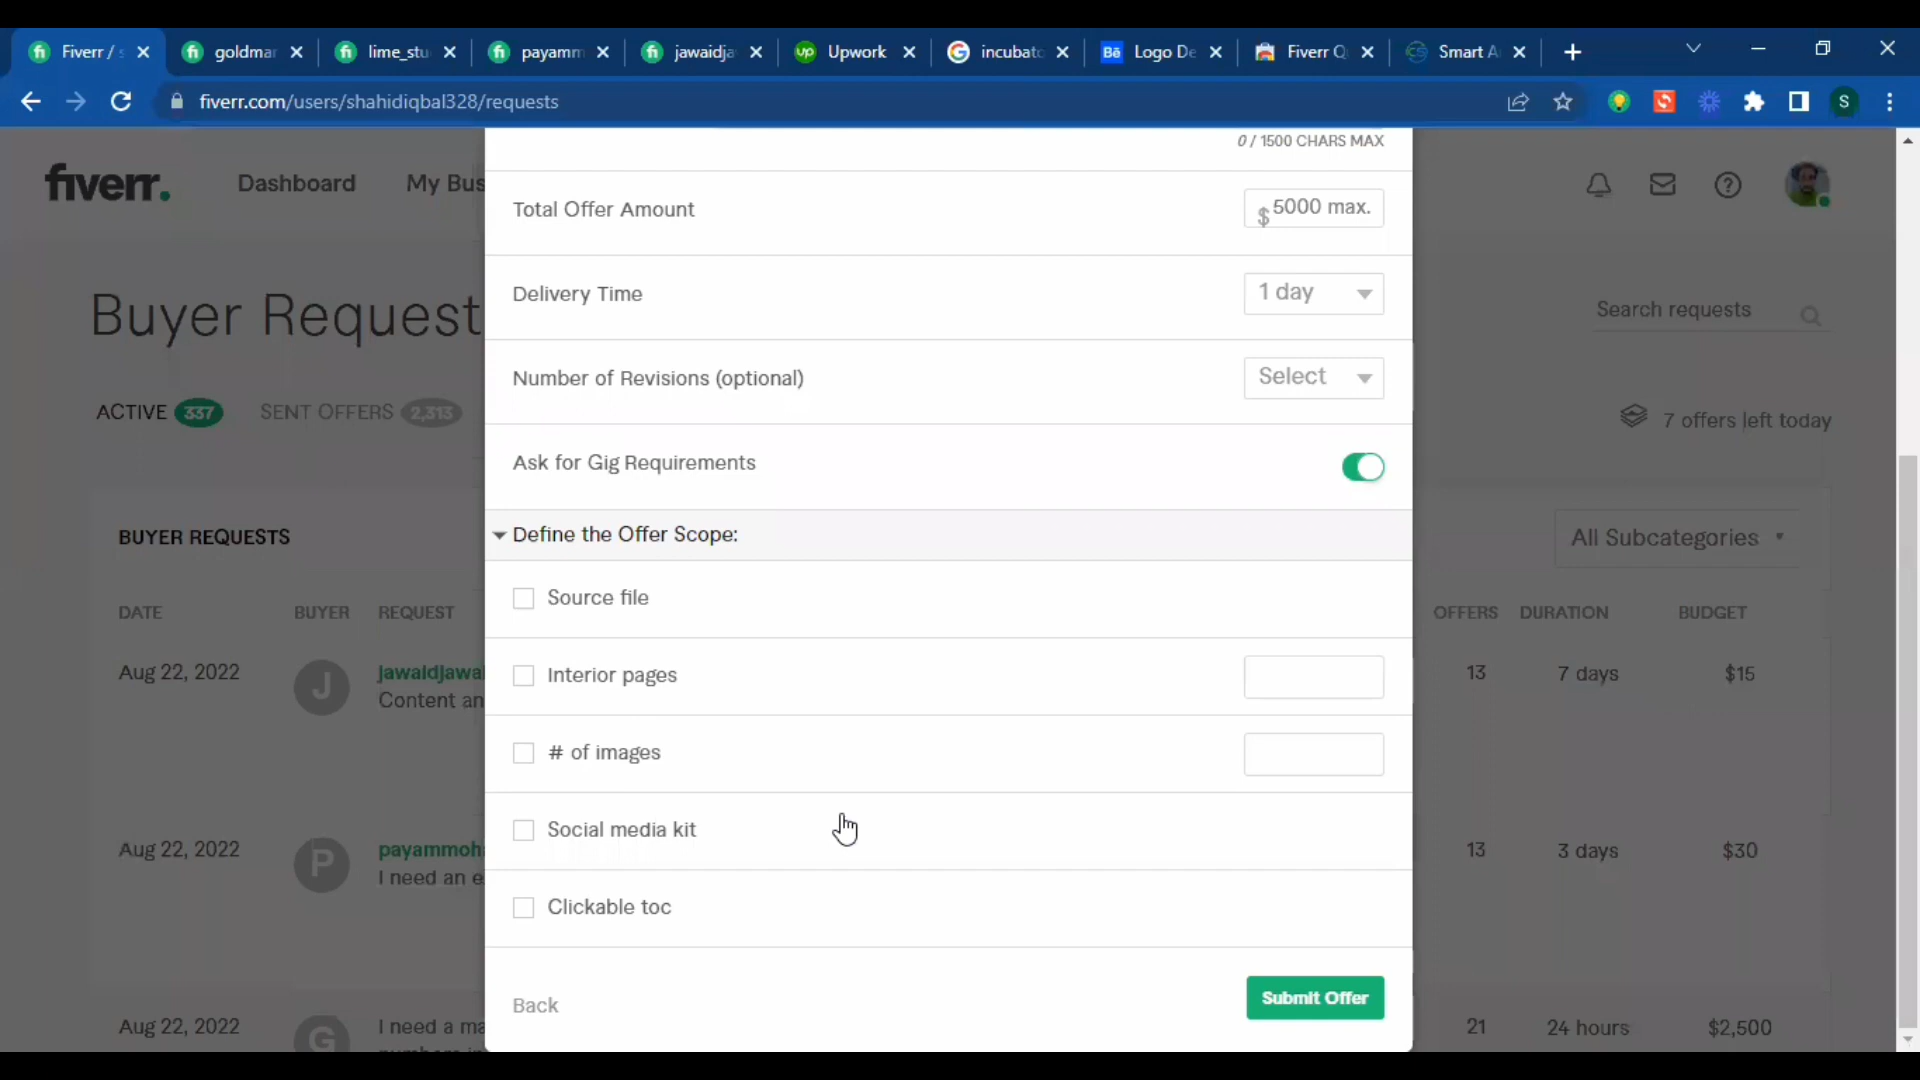 Fiverr / s
goldmar
lime_stu
payamm
jawaidja
Upwork
incubato
Logo De
Fiverr Q
Smart A
fiverr.com/users/shahidiqbal328/requests
S
0 / 1500 CHARS MAX
fiverr.
Dashboard
My Bus
Total Offer Amount
$ 5000 max.
Buyer Request
Delivery Time
1 day
Search requests
Number of Revisions (optional)
Select
ACTIVE 337
SENT OFFERS 2,313
7 offers left today
Ask for Gig Requirements
BUYER REQUESTS
Define the Offer Scope:
All Subcategories
DATE
BUYER
REQUEST
Source file
OFFERS
DURATION
BUDGET
Aug 22, 2022
J
jawaidjawai
Content an
Interior pages
13
7 days
$15
# of images
Social media kit
Aug 22, 2022
P
payammoh
I need an e
13
3 days
$30
Clickable toc
Back
Submit Offer
Aug 22, 2022
G
I need a ma
21
24 hours
$2,500